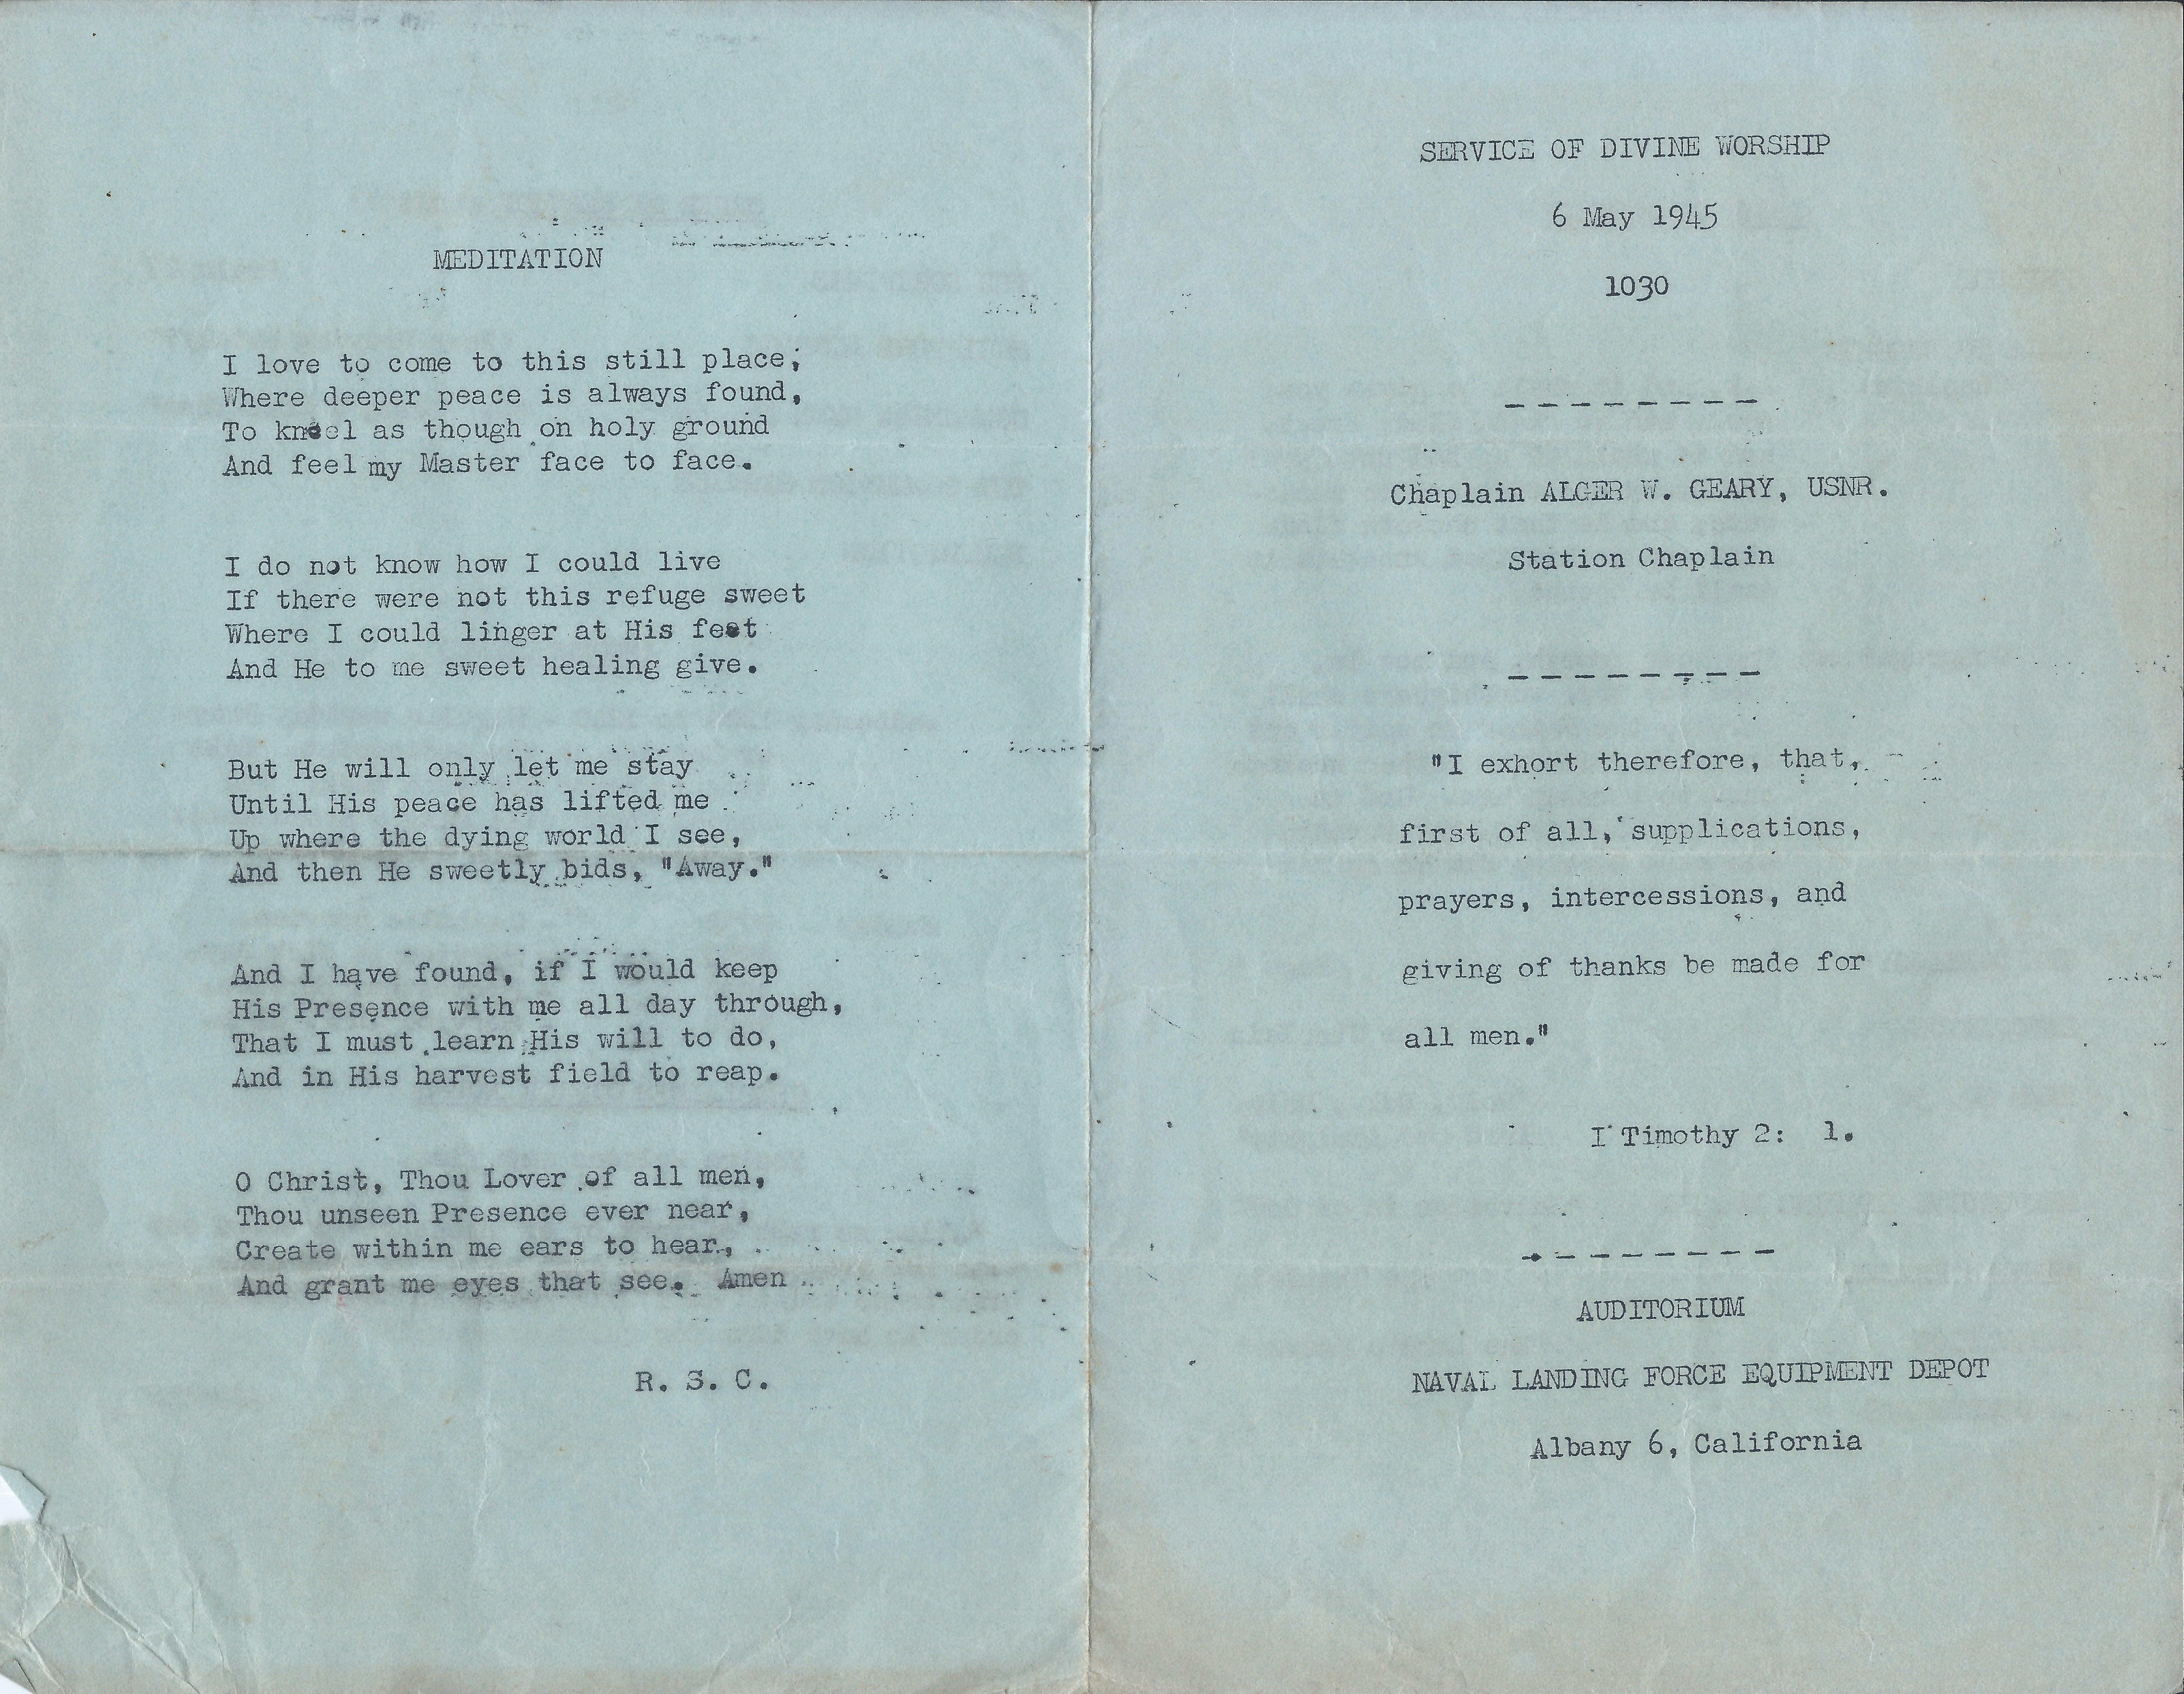 MEDITATION
I love to come to this still place,
Where deeper peace is always found,
To kneel as though on holy ground
And feel my Master face to face.
I do not know how I could live
If there were not this refuge sweet
Where I could linger at His feet
And He to me sweet healing give.
But He will only let me stay
Until His peace has lifted me
Up where the dying world I see,
And then He sweetly bids, "Away."
And I have found, if I would keep
His Presence with me all day through,
That I must learn His will to do,
And in His harvest field to reap.
O Christ, Thou Lover of all men,
Thou unseen Presence ever near,
Create within me ears to hear,
And grant me eyes that see. Amen
R. S. C.
SERVICE OF DIVINE WORSHIP
6 May 1945
1030
--------
Chaplain ALGER W. GEARY, USNR.
Station Chaplain
--------
"I exhort therefore, that,
first of all, supplications,
prayers, intercessions, and
giving of thanks be made for
all men."
I Timothy 2: 1.
--------
AUDITORIUM
NAVAL LANDING FORCE EQUIPMENT DEPOT
Albany 6, California